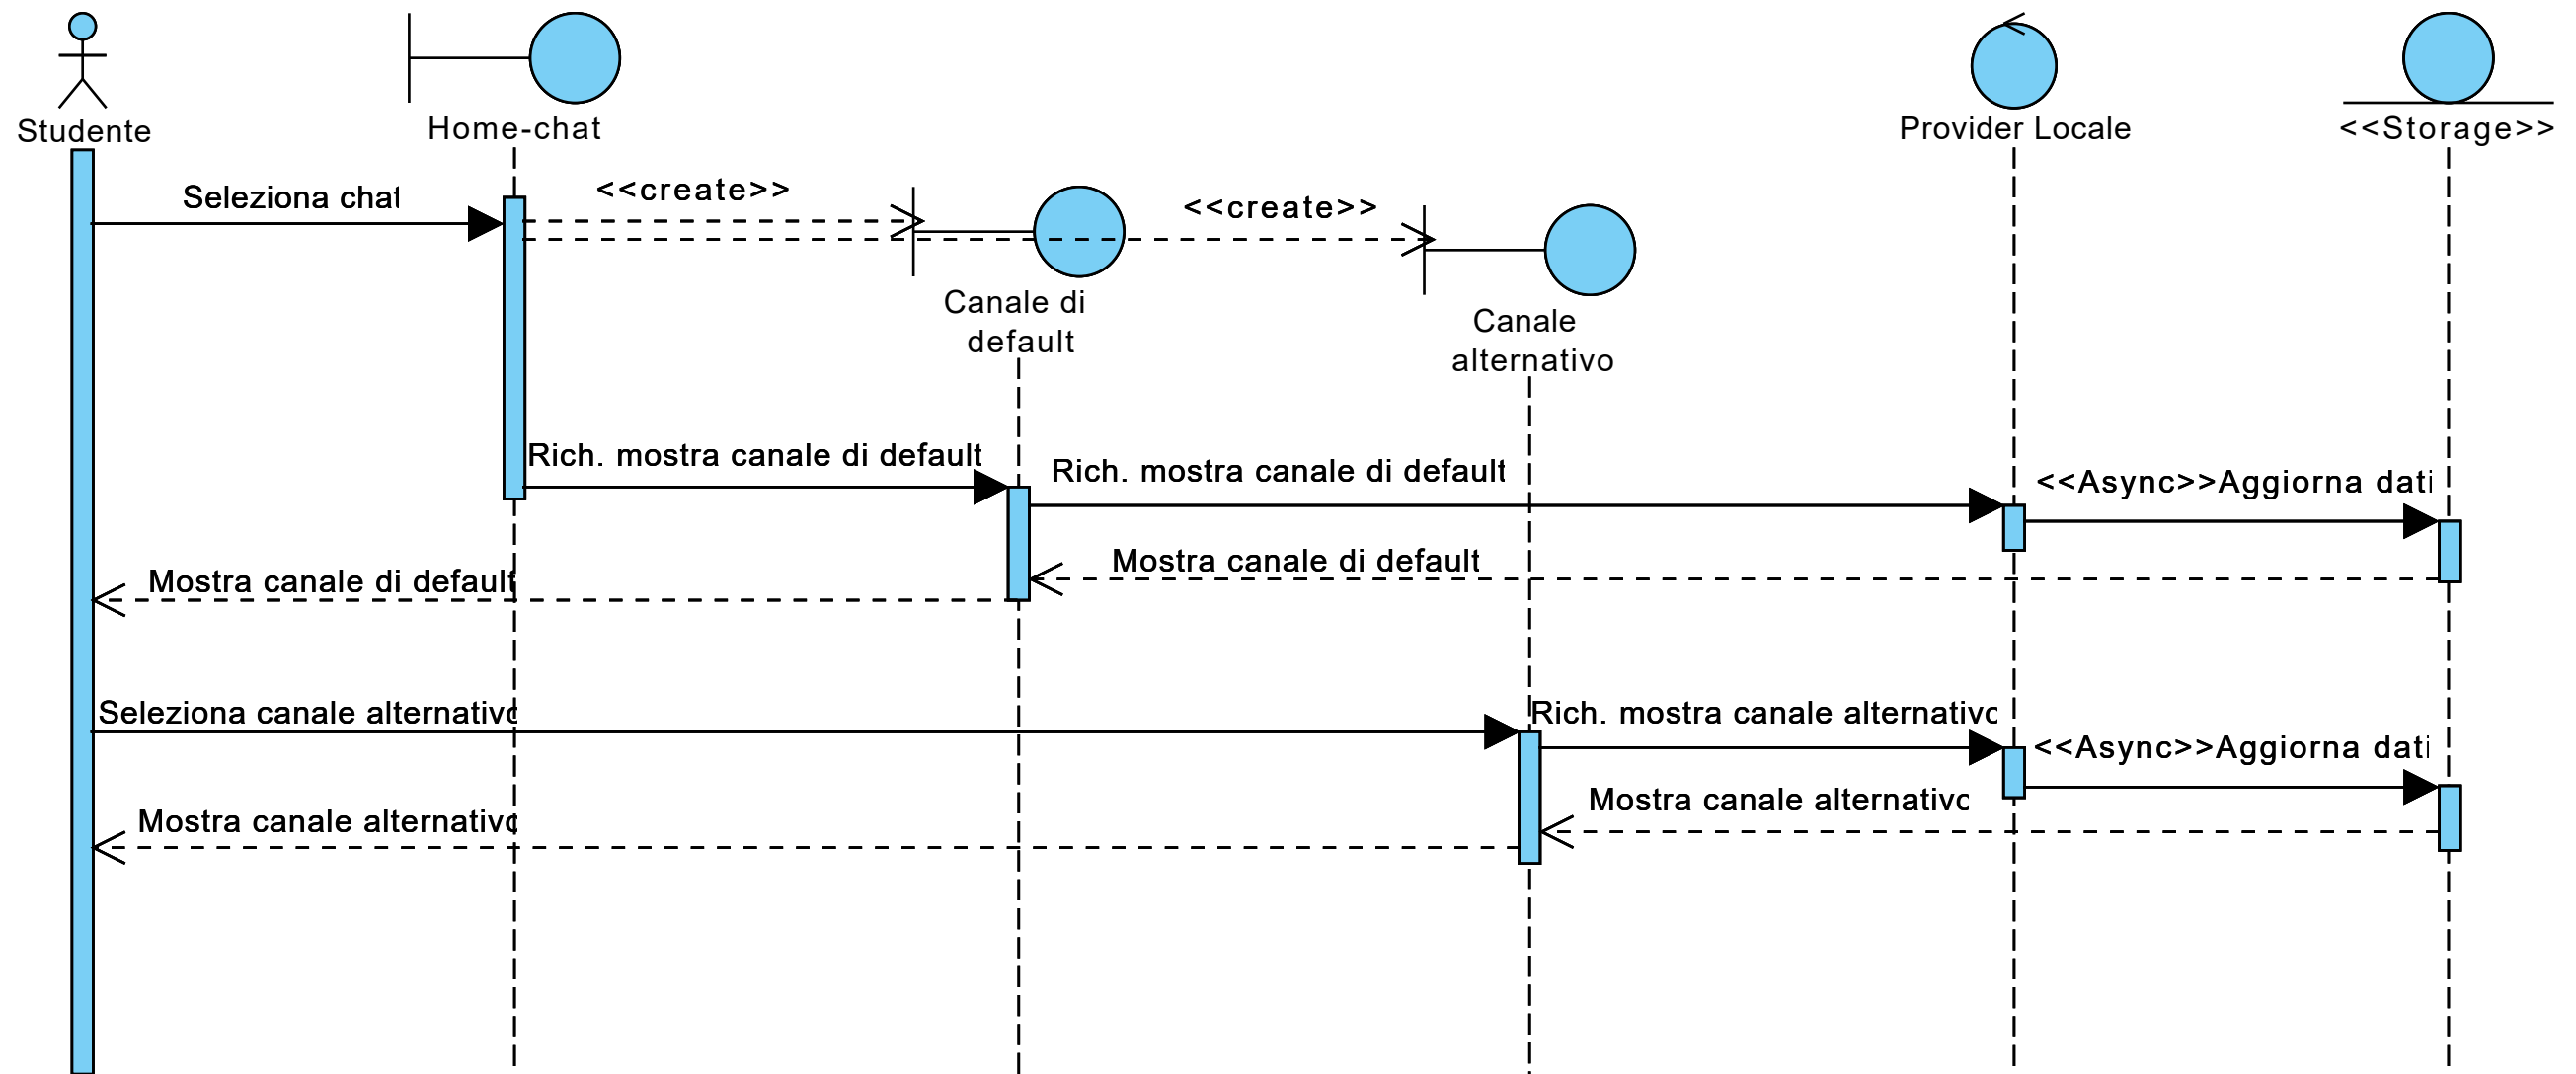 Studente
Home-chat
Provider Locale
<<Storage>>
Seleziona chat
<<create>>
<<create>>
Canale di
default
Canale
alternativo
Rich. mostra canale di default
Rich. mostra canale di default
<<Async>>Aggiorna dati
Mostra canale di default
Mostra canale di default
Seleziona canale alternativo
Rich. mostra canale alternativo
<<Async>>Aggiorna dati
Mostra canale alternativo
Mostra canale alternativo